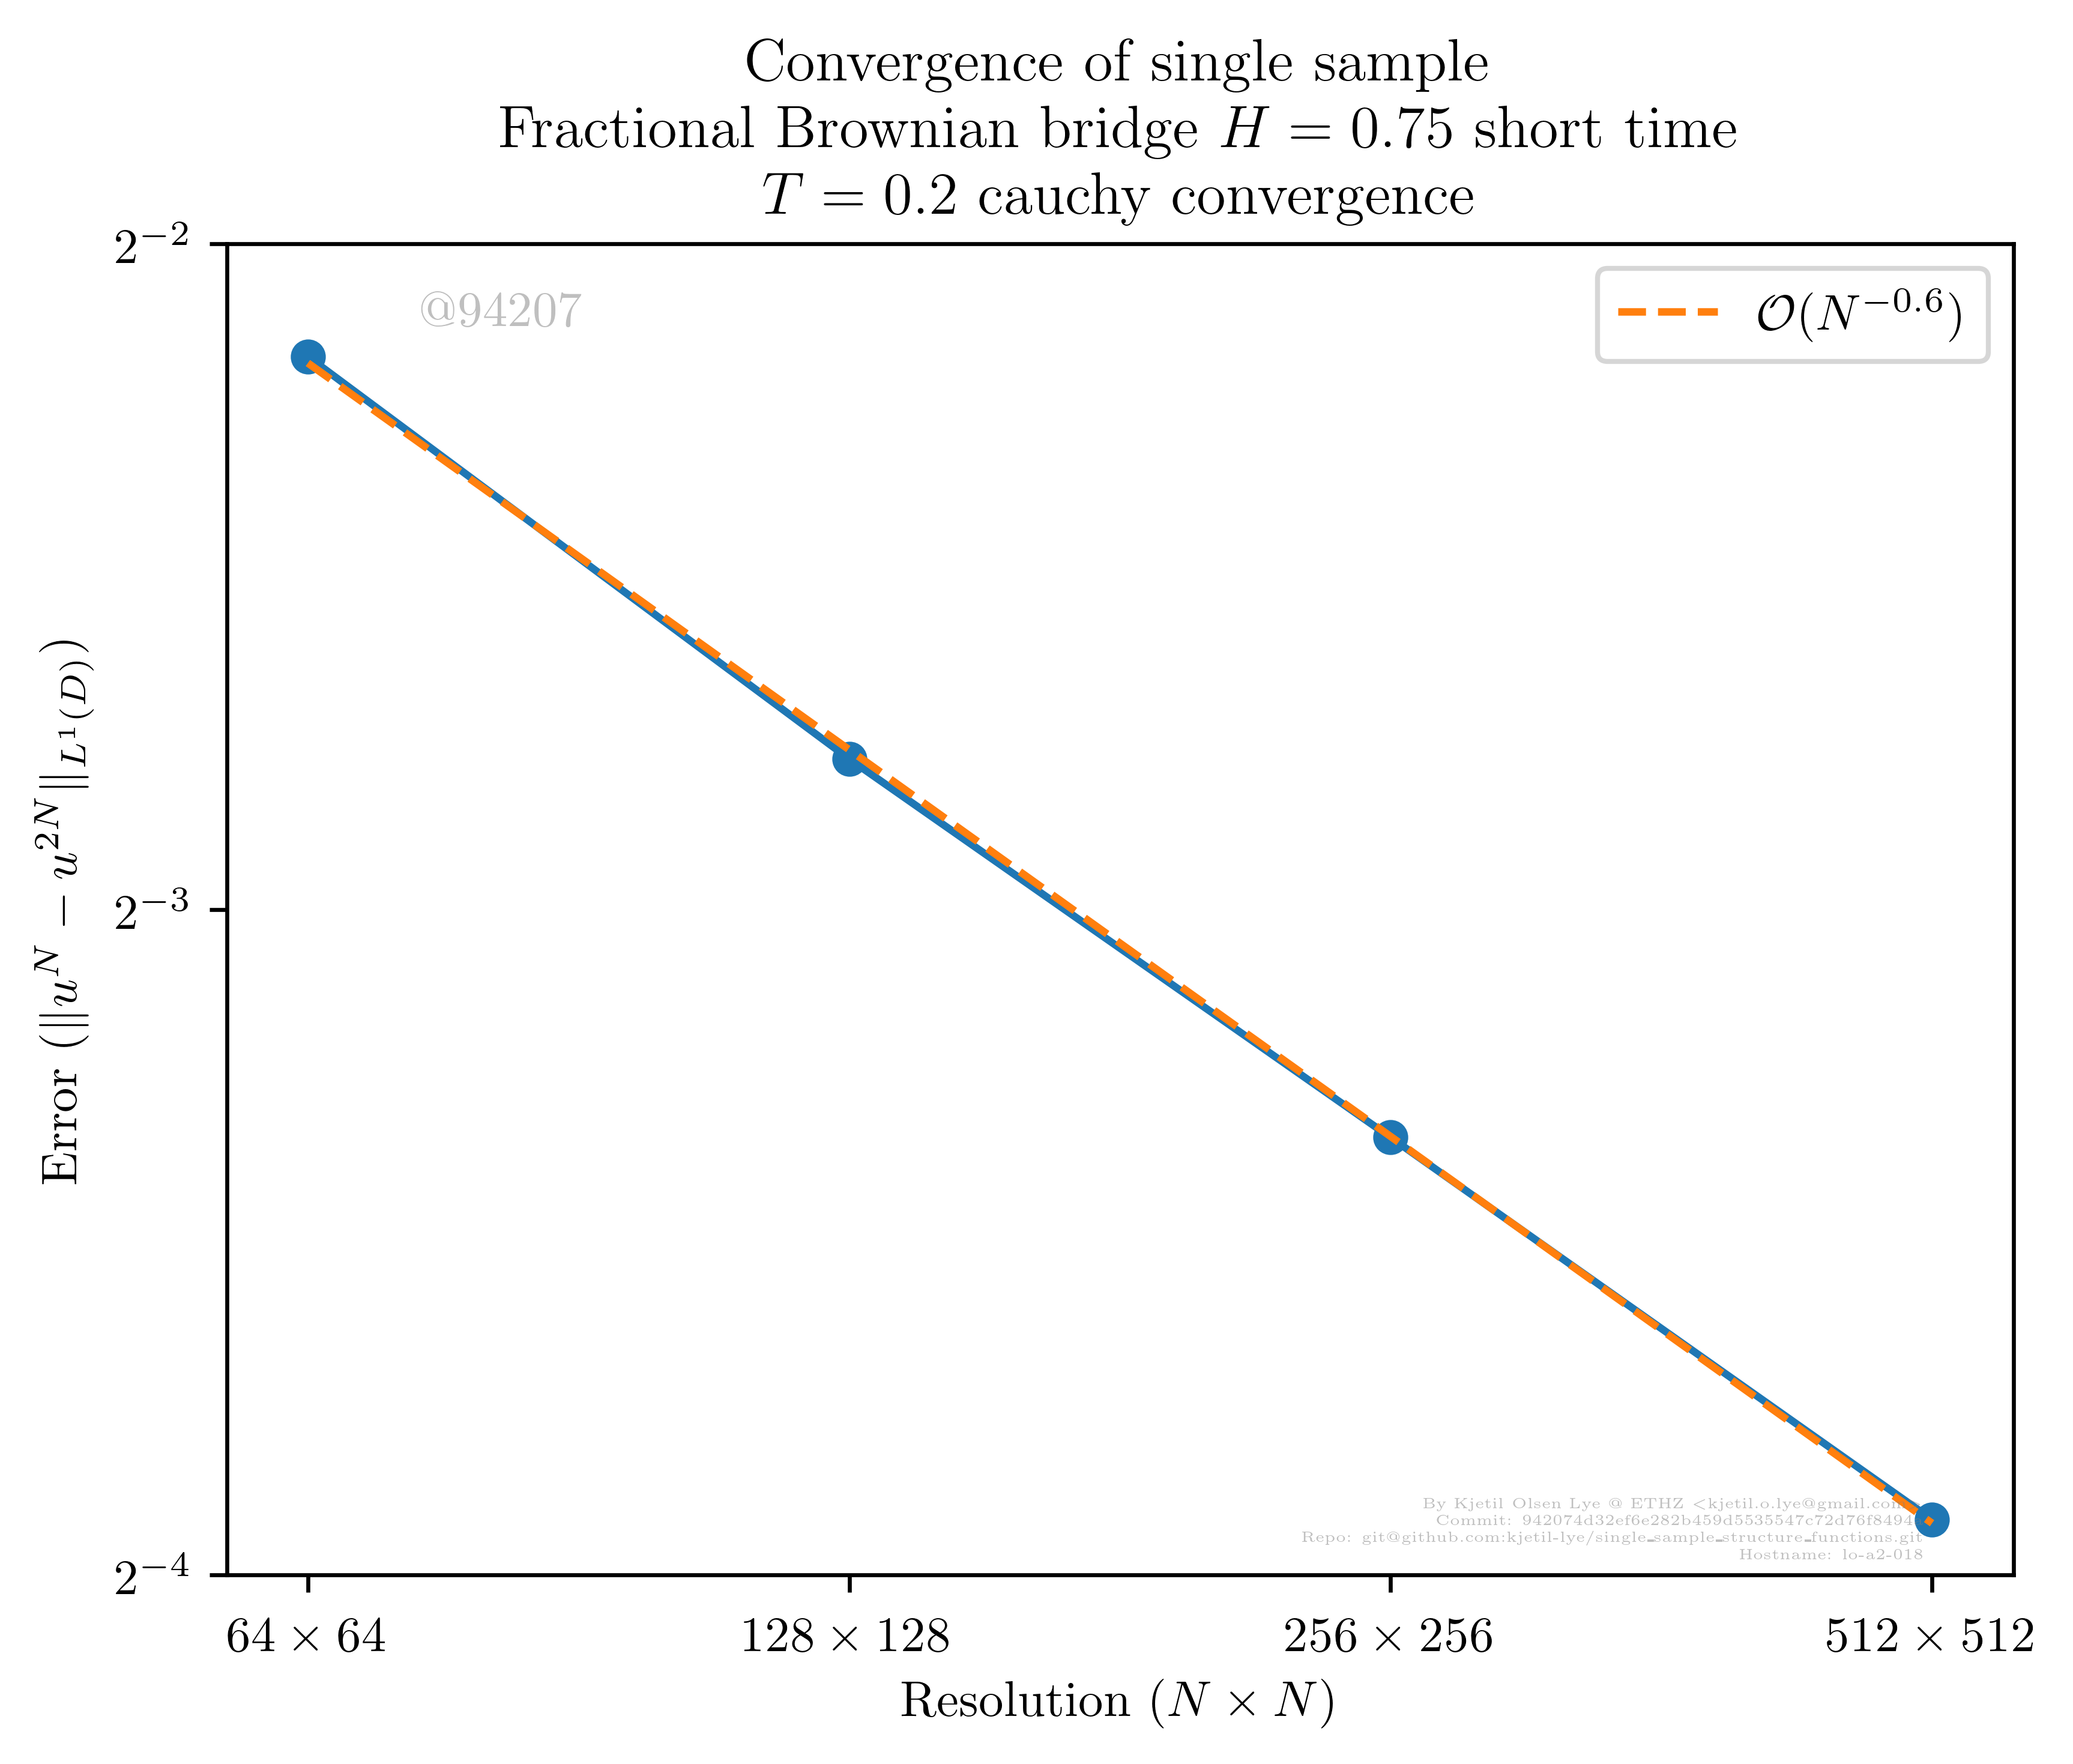 Convergence of single sample
Fractional Brownian bridge H = 0.75 short time
T = 0.2 cauchy convergence
2⁻²
@94207
O(N⁻⁰·⁶)
Error (||uᴺ − u²ᴺ||_{L¹(D)})
2⁻³
By Kjetil Olsen Lye @ ETHZ <kjetil.o.lye@gmail.com>
Commit: 942074d32ef6e282b459d5535547c72d76f8494
Repo: git@github.com:kjetil-lye/single_sample_structure_functions.git
Hostname: lo-a2-018
2⁻⁴
64 × 64 128 × 128 256 × 256 512 × 512
Resolution (N × N)